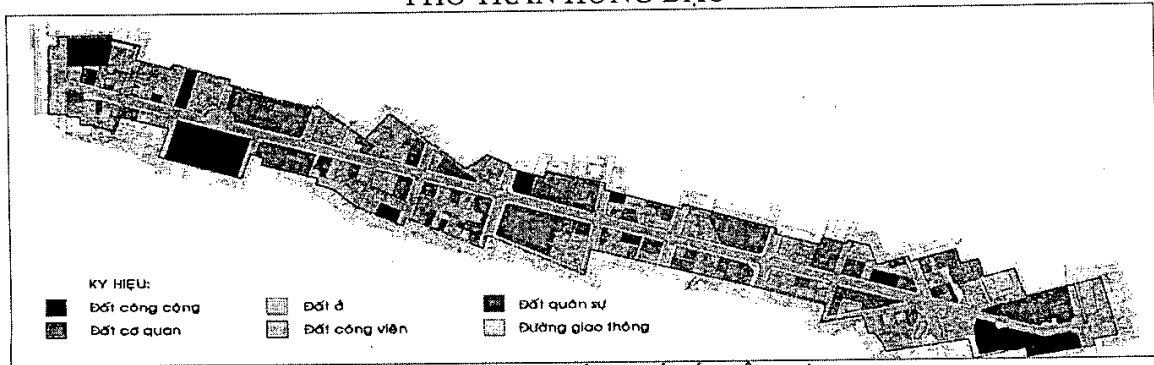 KÝ HIỆU:
Đất công cộng
Đất ở
Đất quân sự
Đất cơ quan
Đất công viên
Đường giao thông